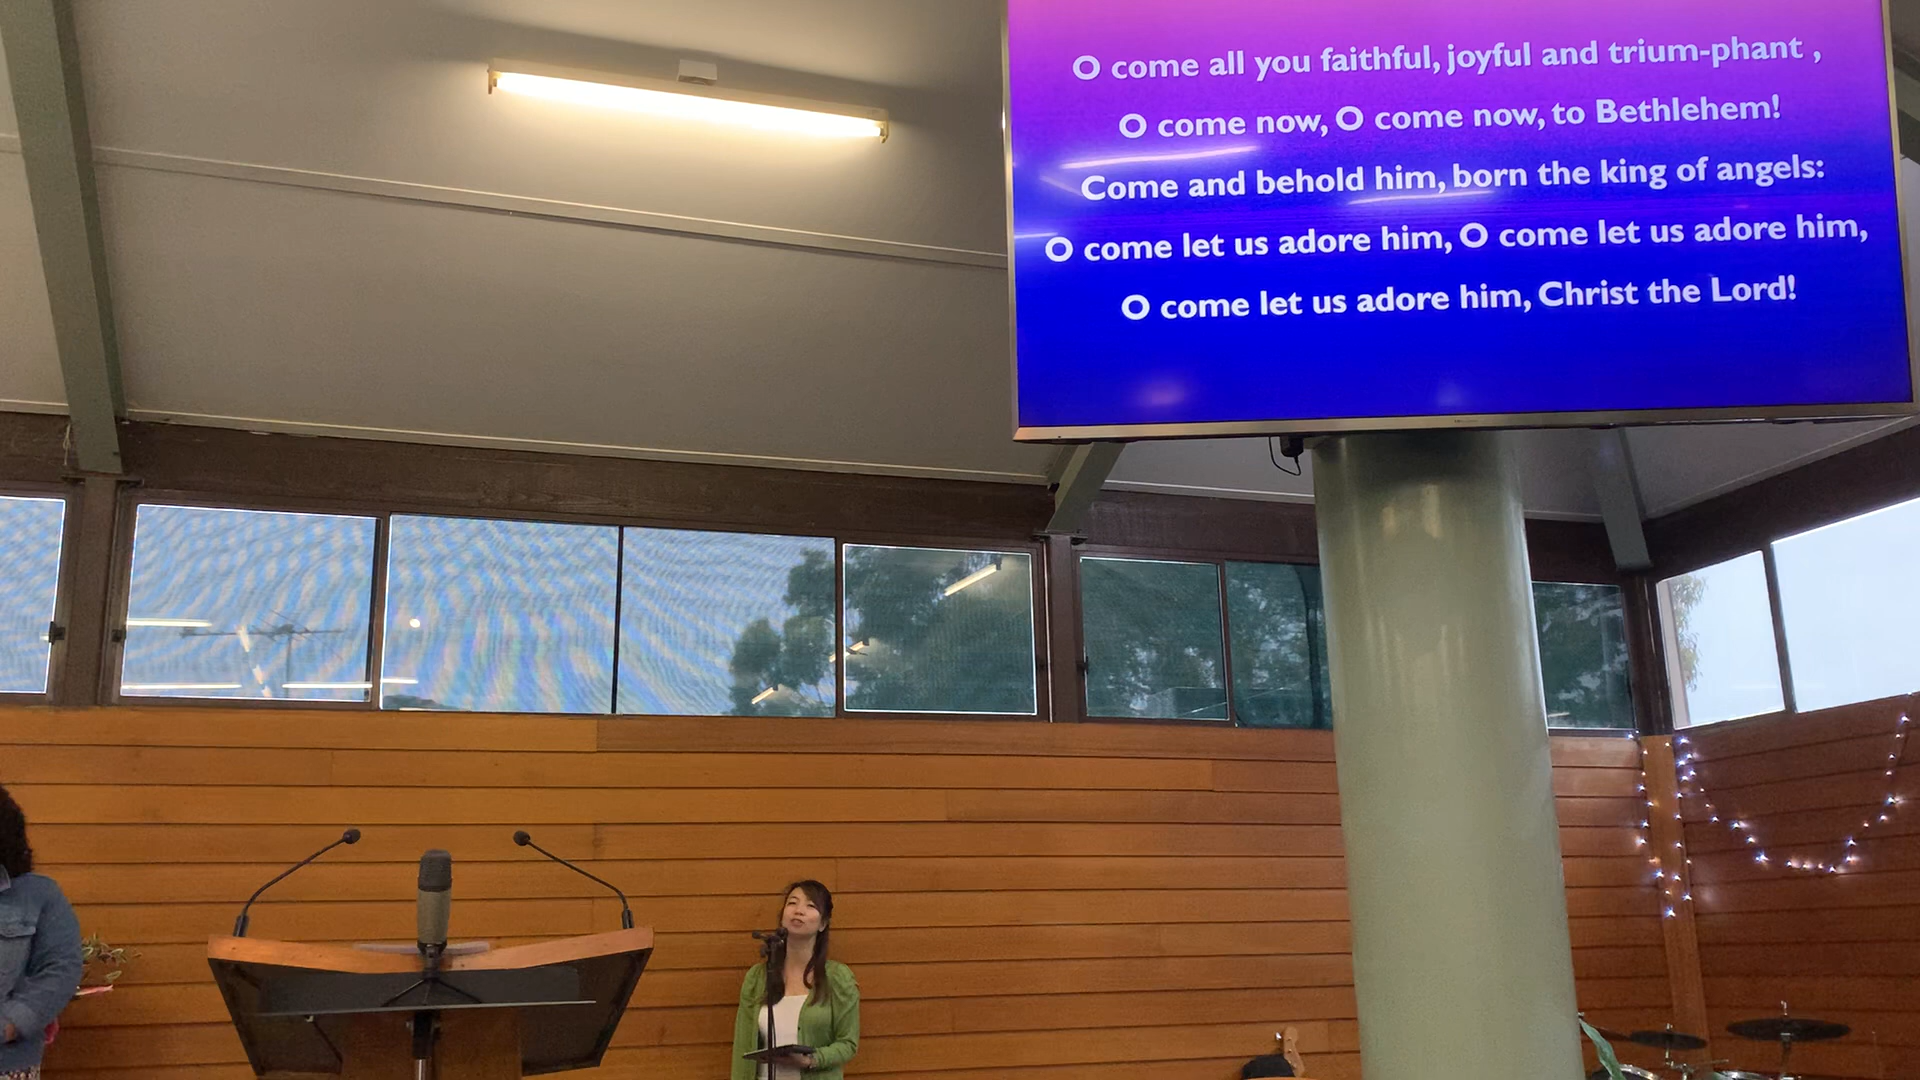 O come all you faithful, joyful and trium-phant ,
O come now, O come now, to Bethlehem!
Come and behold him, born the king of angels:
O come let us adore him, O come let us adore him,
O come let us adore him, Christ the Lord!